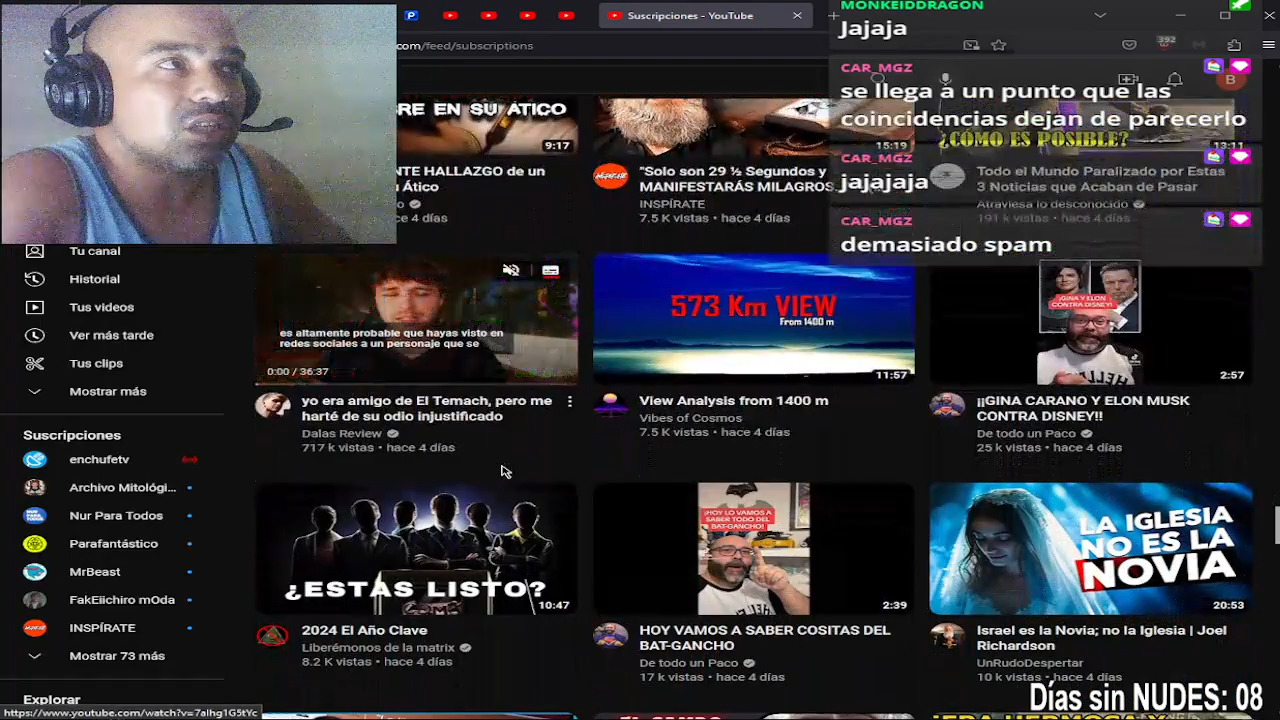 Suscripciones - YouTube
com/feed/subscriptions
392
B
MONKEIDDRAGON
Jajaja
CAR_MGZ
se llega a un punto que las
coincidencias dejan de parecerlo
CAR_MGZ
jajajaja
CAR_MGZ
demasiado spam
RE EN SU ÁTICO
9:17
NTE HALLAZGO de un
u Ático
hace 4 días
15:19
"Solo son 29 ½ Segundos y
MANIFESTARÁS MILAGROS
INSPÍRATE
7.5 K vistas • hace 4 días
¿CÓMO ES POSIBLE?
13:11
Todo el Mundo Paralizado por Estas
3 Noticias que Acaban de Pasar
Atraviesa lo desconocido
191 k vistas • hace 4 días
Tu canal
Historial
Tus videos
Ver más tarde
Tus clips
Mostrar más
Suscripciones
enchufetv
Archivo Mitológi...
Nur Para Todos
Parafantástico
MrBeast
FakEiichiro mOda
INSPÍRATE
Mostrar 73 más
Explorar
https://www.youtube.com/watch?v=7alhg1G5tYc
es altamente probable que hayas visto en
redes sociales a un personaje que se
0:00 / 36:37
yo era amigo de El Temach, pero me
harté de su odio injustificado
Dalas Review
717 k vistas • hace 4 días
573 Km VIEW
From 1400 m
11:57
View Analysis from 1400 m
Vibes of Cosmos
7.5 K vistas • hace 4 días
¡GINA Y ELON
CONTRA DISNEY!
2:57
¡¡GINA CARANO Y ELON MUSK
CONTRA DISNEY!!
De todo un Paco
25 k vistas • hace 4 días
¿ESTÁS LISTO?
10:47
2024 El Año Clave
Liberémonos de la matrix
8.2 K vistas • hace 4 días
¡HOY LO VAMOS A
SABER TODO DEL
BAT-GANCHO!
2:39
HOY VAMOS A SABER COSITAS DEL
BAT-GANCHO
De todo un Paco
17 k vistas • hace 4 días
LA IGLESIA
NO ES LA
NOVIA
20:53
Israel es la Novia; no la Iglesia | Joel
Richardson
UnRudoDespertar
10 k vistas • hace 4 días
Días sin NUDES: 08